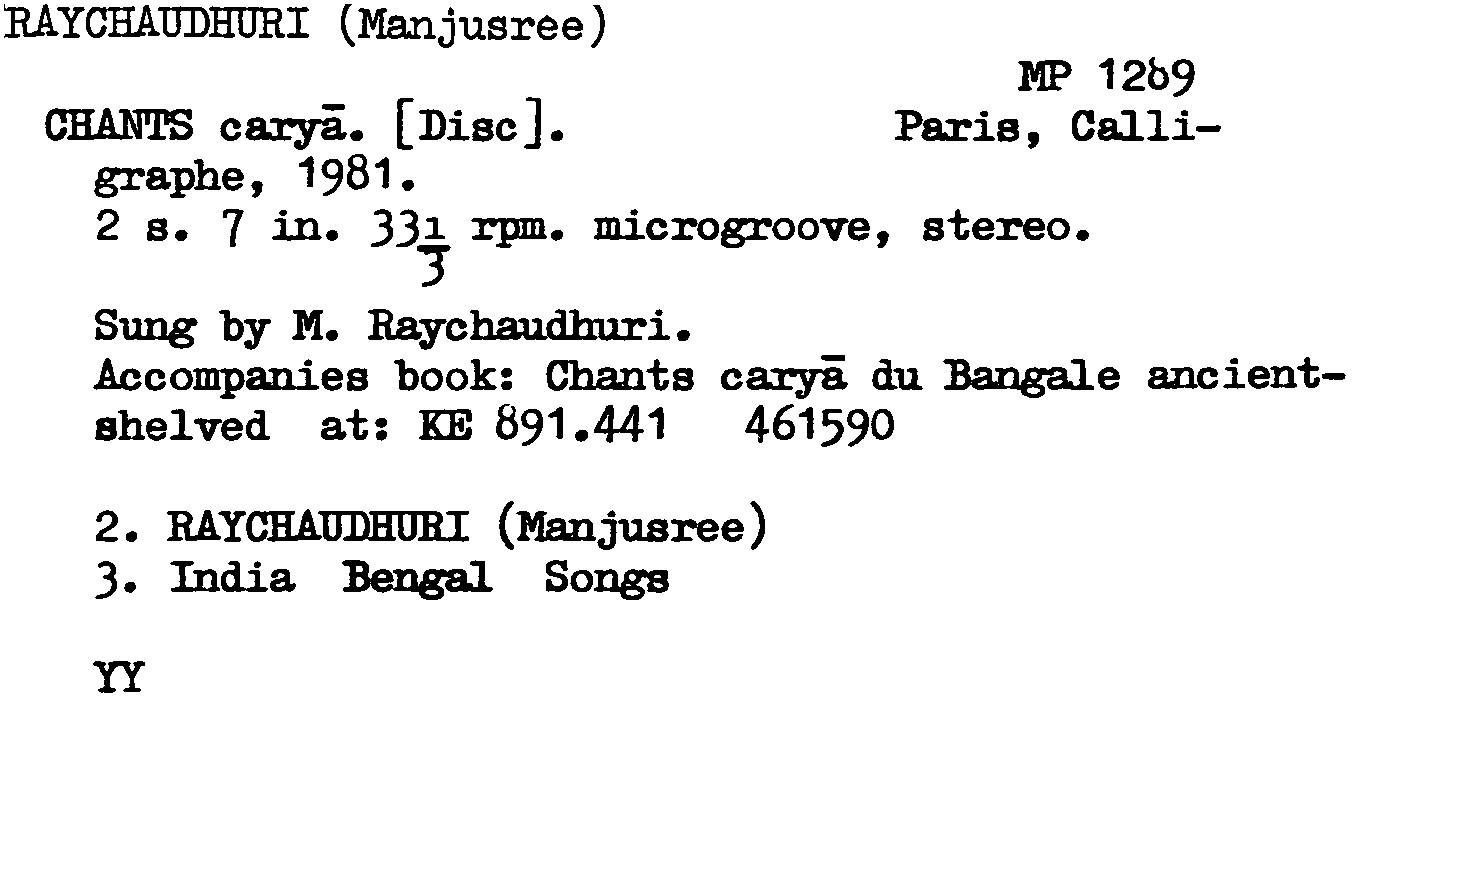 RAYCHAUDHURI (Manjusree)
MP 1289
CHANTS caryā. [Disc]. Paris, Calli-
graphe, 1981.
2 s. 7 in. 33 1/3 rpm. microgroove, stereo.
Sung by M. Raychaudhuri.
Accompanies book: Chants caryā du Bangale ancient-
shelved at: KE 891.441 461590
2. RAYCHAUDHURI (Manjusree)
3. India Bengal Songs
YY